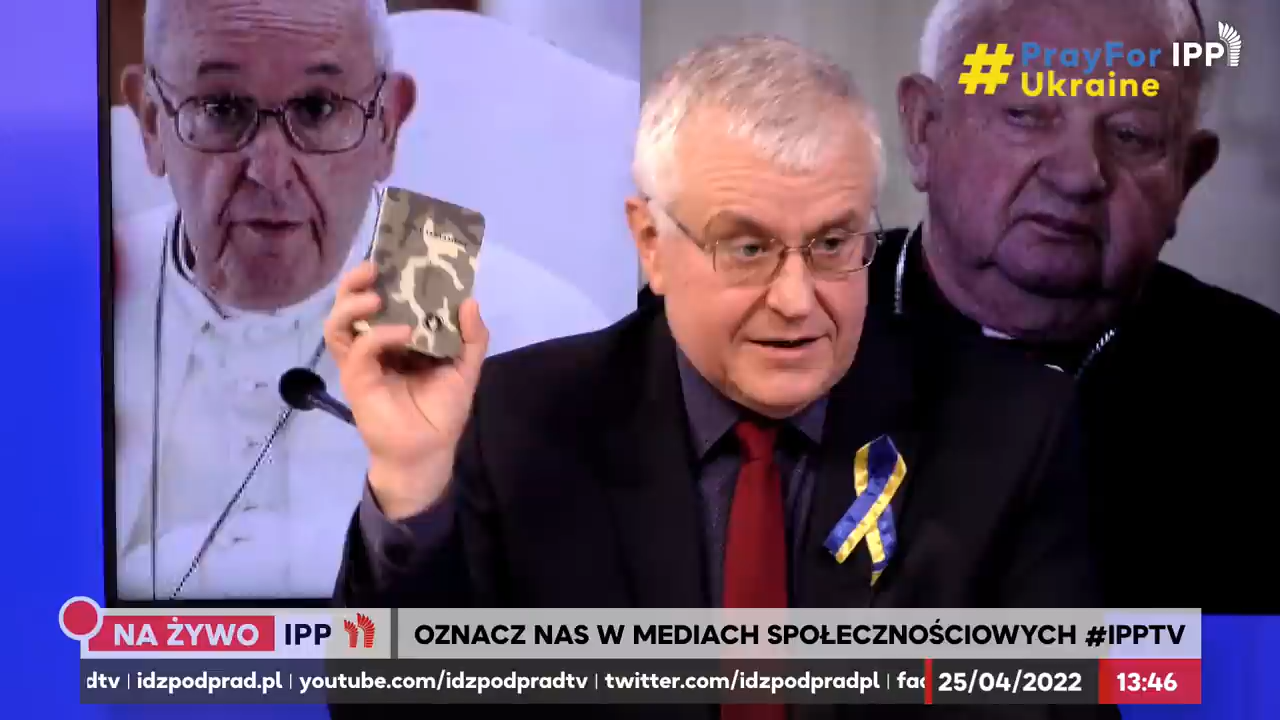 #PrayFor
Ukraine
IPP
NA ŻYWO
IPP
OZNACZ NAS W MEDIACH SPOŁECZNOŚCIOWYCH #IPPTV
dtv | idzpodprad.pl | youtube.com/idzpodpradtv | twitter.com/idzpodpradpl | fac
25/04/2022
13:46